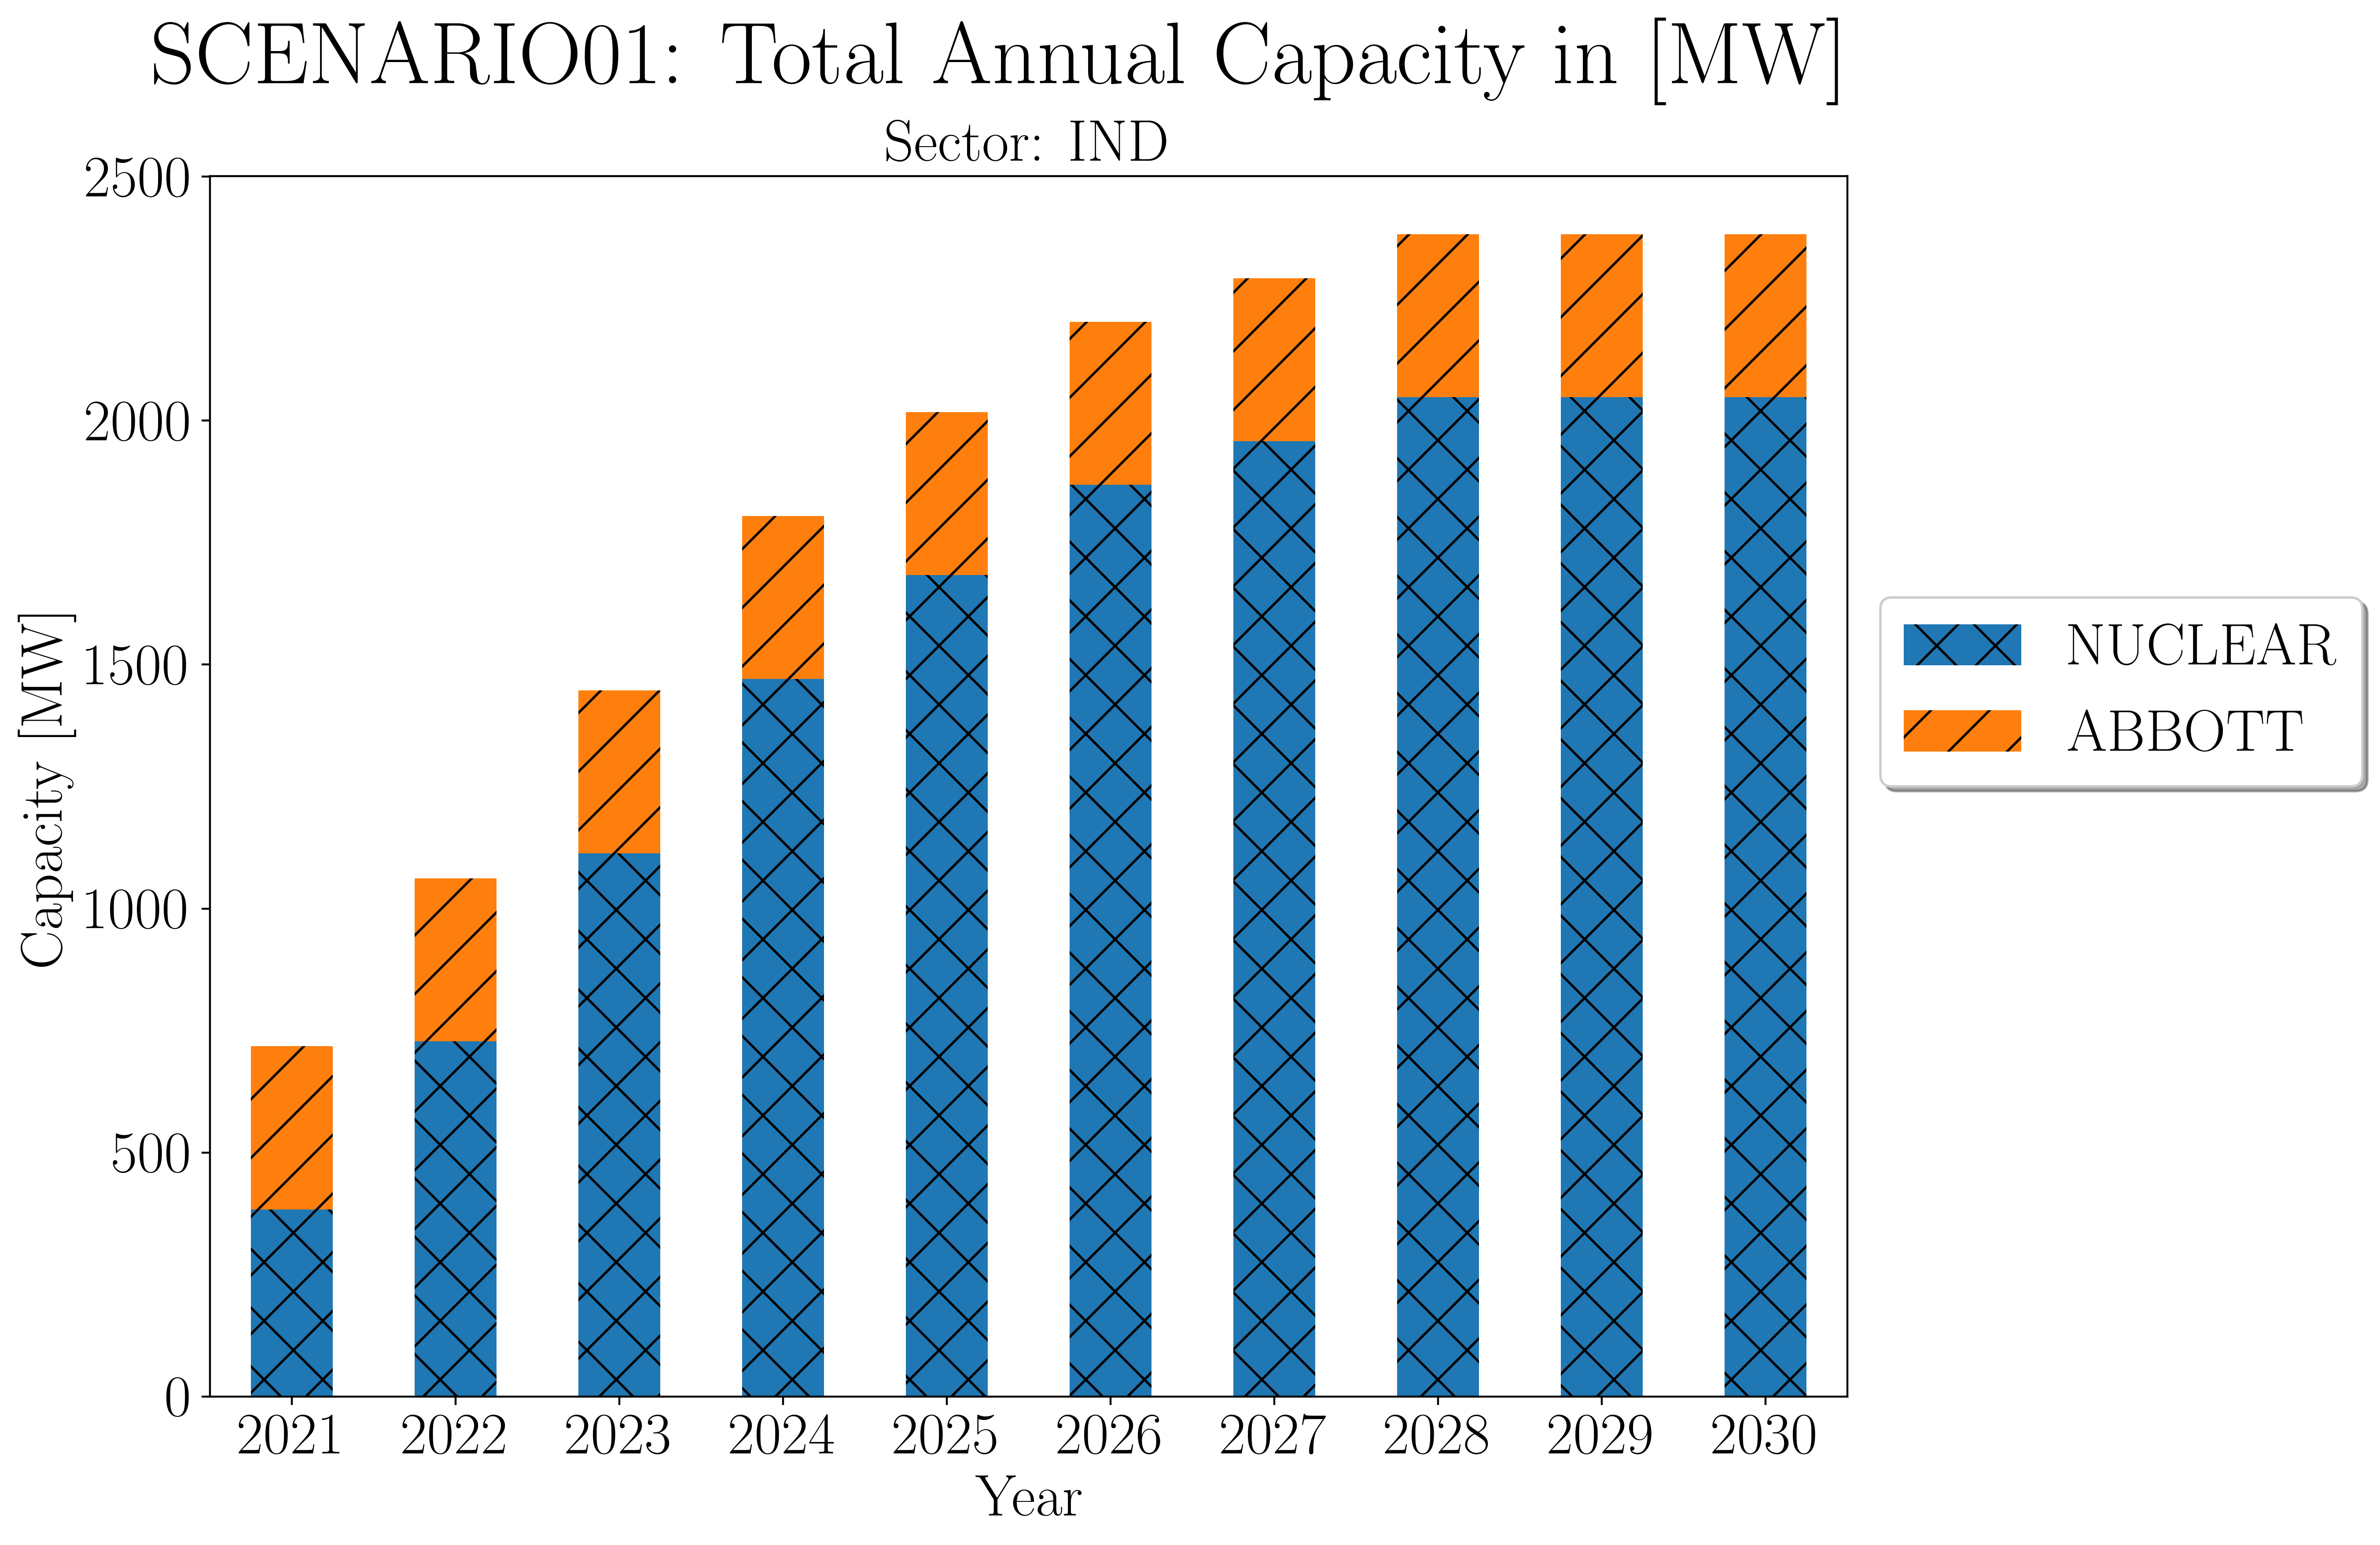 SCENARIO01: Total Annual Capacity in [MW]
Sector: IND
Capacity [MW]
2500
2000
1500
1000
500
0
2021 2022 2023 2024 2025 2026 2027 2028 2029 2030
Year
NUCLEAR
ABBOTT